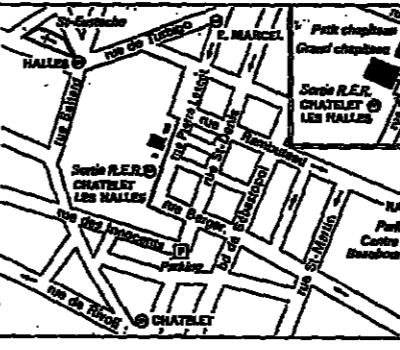 St-Eustache
rue de Turbigo
E. MARCEL
Petit chapiteau
Grand chapiteau
HALLES
Sortie R.E.R.
CHATELET
LES HALLES
rue Baltard
rue Pierre Lescot
rue St-Denis
rue Rambuteau
Sortie R.E.R.
CHATELET
LES HALLES
rue Berger
bd de Sébastopol
rue St-Martin
rue des Innocents
P
Parking
Centre
rue de Rivoli
CHATELET